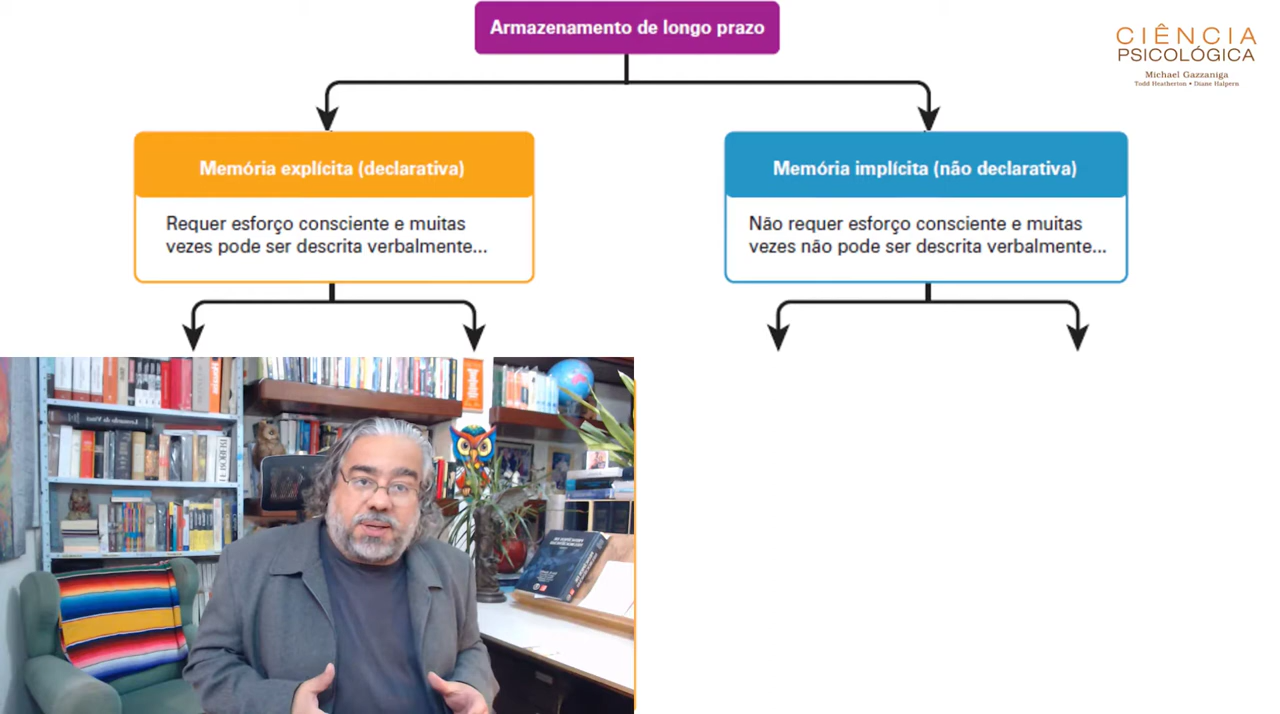 Armazenamento de longo prazo
CIÊNCIA
PSICOLÓGICA
Michael Gazzaniga
Todd Heatherton • Diane Halpern
Memória explícita (declarativa)
Requer esforço consciente e muitas
vezes pode ser descrita verbalmente...
Memória implícita (não declarativa)
Não requer esforço consciente e muitas
vezes não pode ser descrita verbalmente...